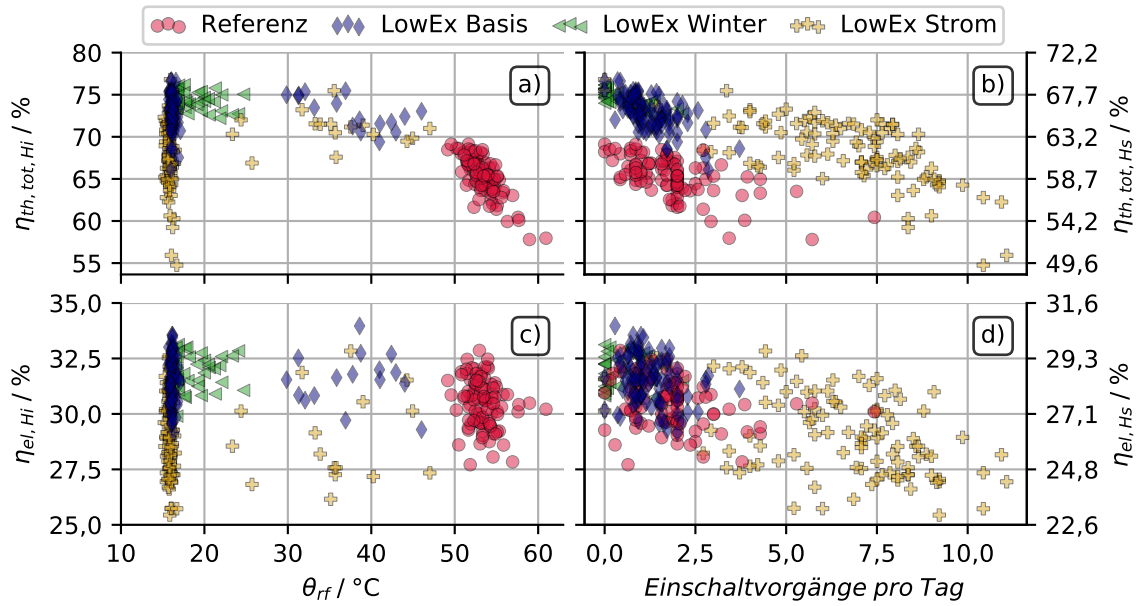 Referenz LowEx Basis LowEx Winter LowEx Strom
80
75
70
65
60
55
η_th, tot, Hi / %
a)
b)
72,2
67,7
63,2
58,7
54,2
49,6
η_th, tot, Hs / %
35,0
32,5
30,0
27,5
25,0
η_el, Hi / %
c)
d)
31,6
29,3
27,1
24,8
22,6
η_el, Hs / %
10 20 30 40 50 60
θ_rf / °C
0,0 2,5 5,0 7,5 10,0
Einschaltvorgänge pro Tag